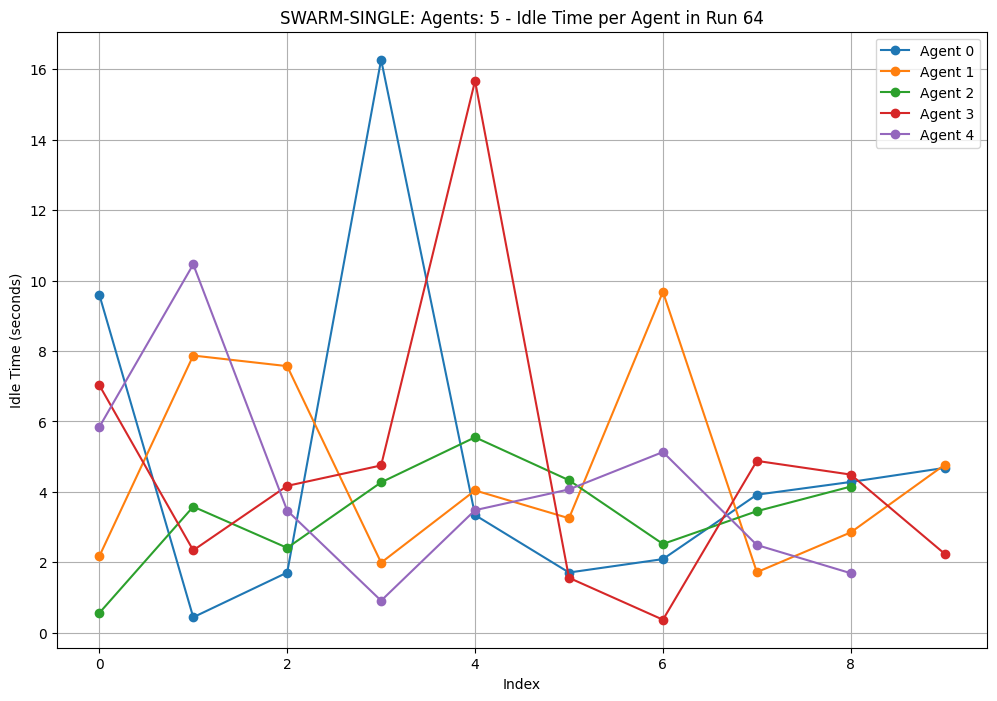 SWARM-SINGLE: Agents: 5 - Idle Time per Agent in Run 64
Agent 0
Agent 1
Agent 2
Agent 3
Agent 4
Idle Time (seconds)
16
14
12
10
8
6
4
2
0
0 2 4 6 8
Index